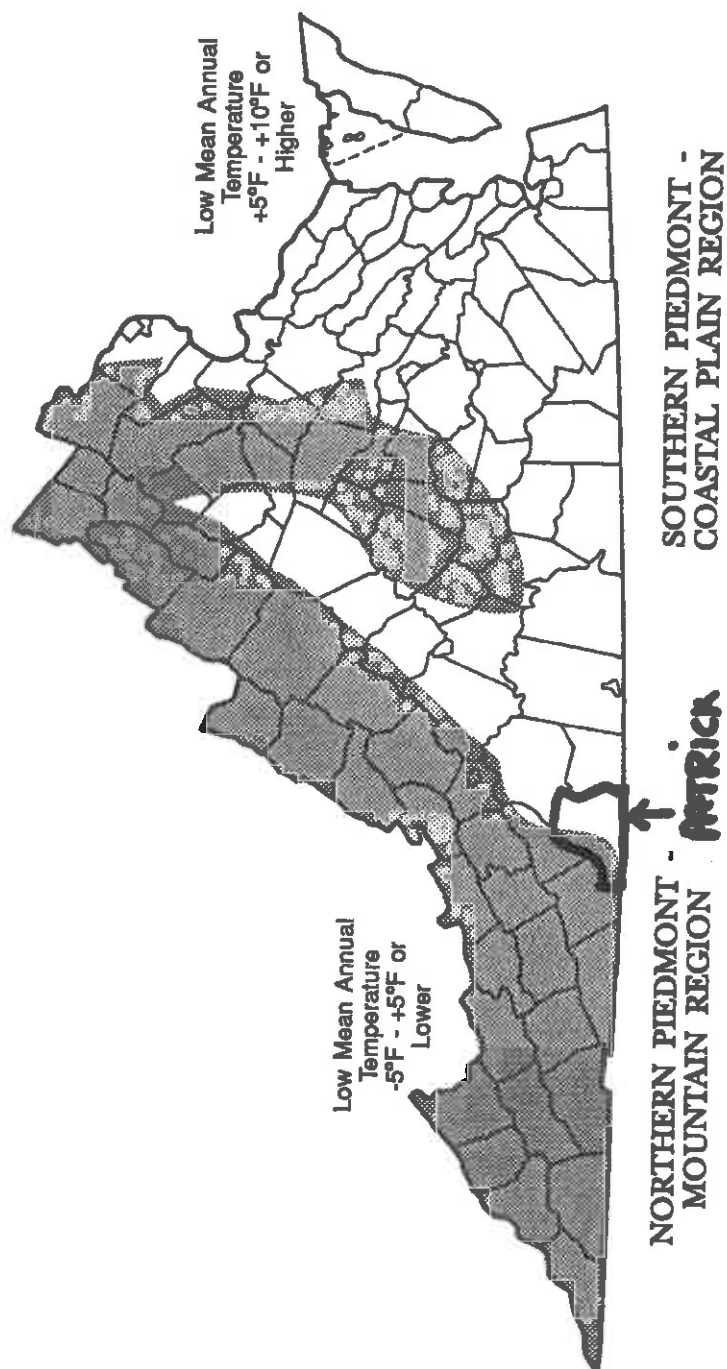 Low Mean Annual
Temperature
-5°F - +5°F or
Lower
Low Mean Annual
Temperature
+5°F - +10°F or
Higher
NORTHERN PIEDMONT -
MOUNTAIN REGION
PATRICK
SOUTHERN PIEDMONT -
COASTAL PLAIN REGION